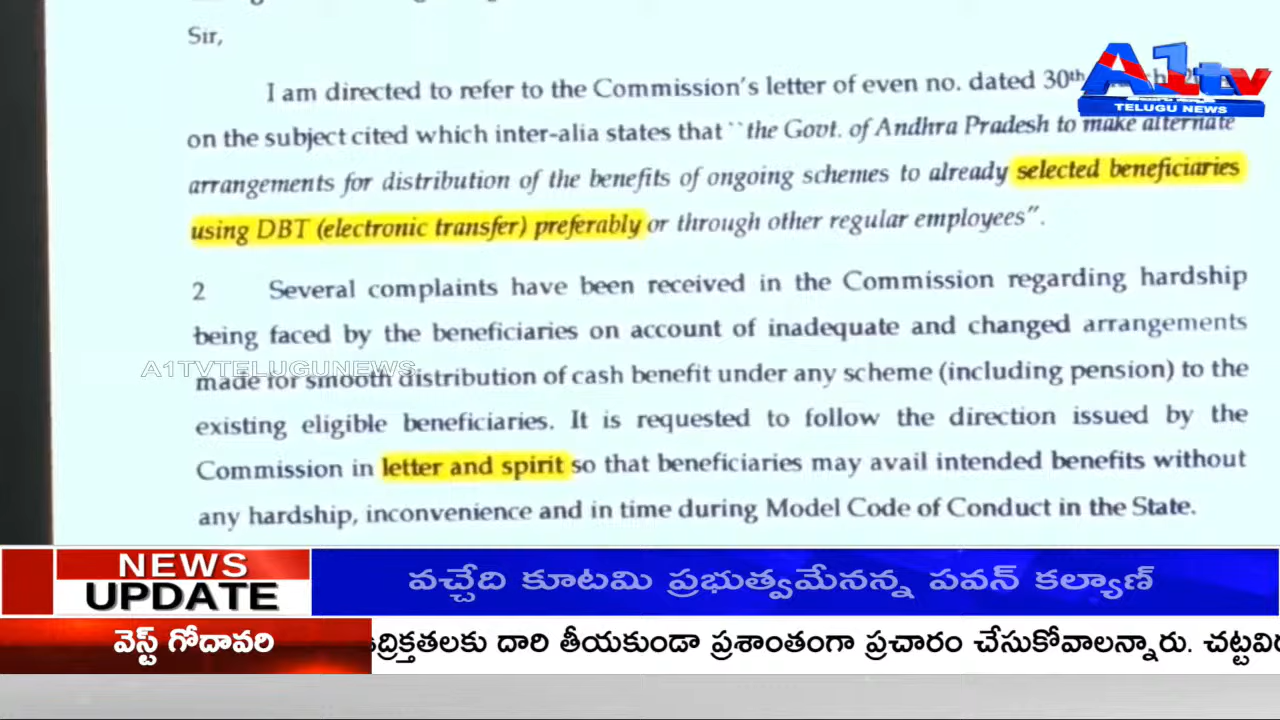 Sir,
A1tv
TELUGU NEWS
I am directed to refer to the Commission's letter of even no. dated 30th
on the subject cited which inter-alia states that ``the Govt. of Andhra Pradesh to make alternate
arrangements for distribution of the benefits of ongoing schemes to already selected beneficiaries
using DBT (electronic transfer) preferably or through other regular employees".
2 Several complaints have been received in the Commission regarding hardship
being faced by the beneficiaries on account of inadequate and changed arrangements
A1TVTELUGUNEWS
made for smooth distribution of cash benefit under any scheme (including pension) to the
existing eligible beneficiaries. It is requested to follow the direction issued by the
Commission in letter and spirit so that beneficiaries may avail intended benefits without
any hardship, inconvenience and in time during Model Code of Conduct in the State.
NEWS
UPDATE
వచ్చేది కూటమి ప్రభుత్వమేనన్న పవన్ కల్యాణ్
వెస్ట్ గోదావరి
దారి తీయకుండా ప్రశాంతంగా ప్రచారం చేసుకోవాలన్నారు.